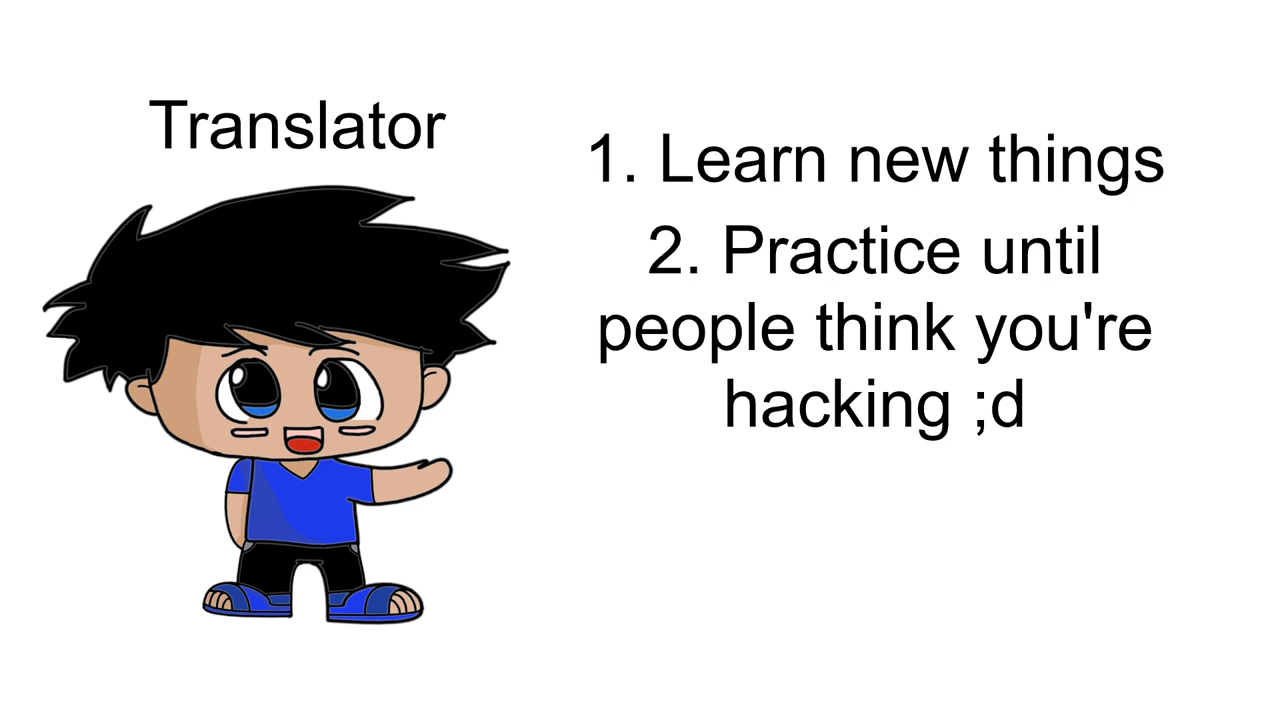 Translator
1. Learn new things
2. Practice until
people think you're
hacking ;d